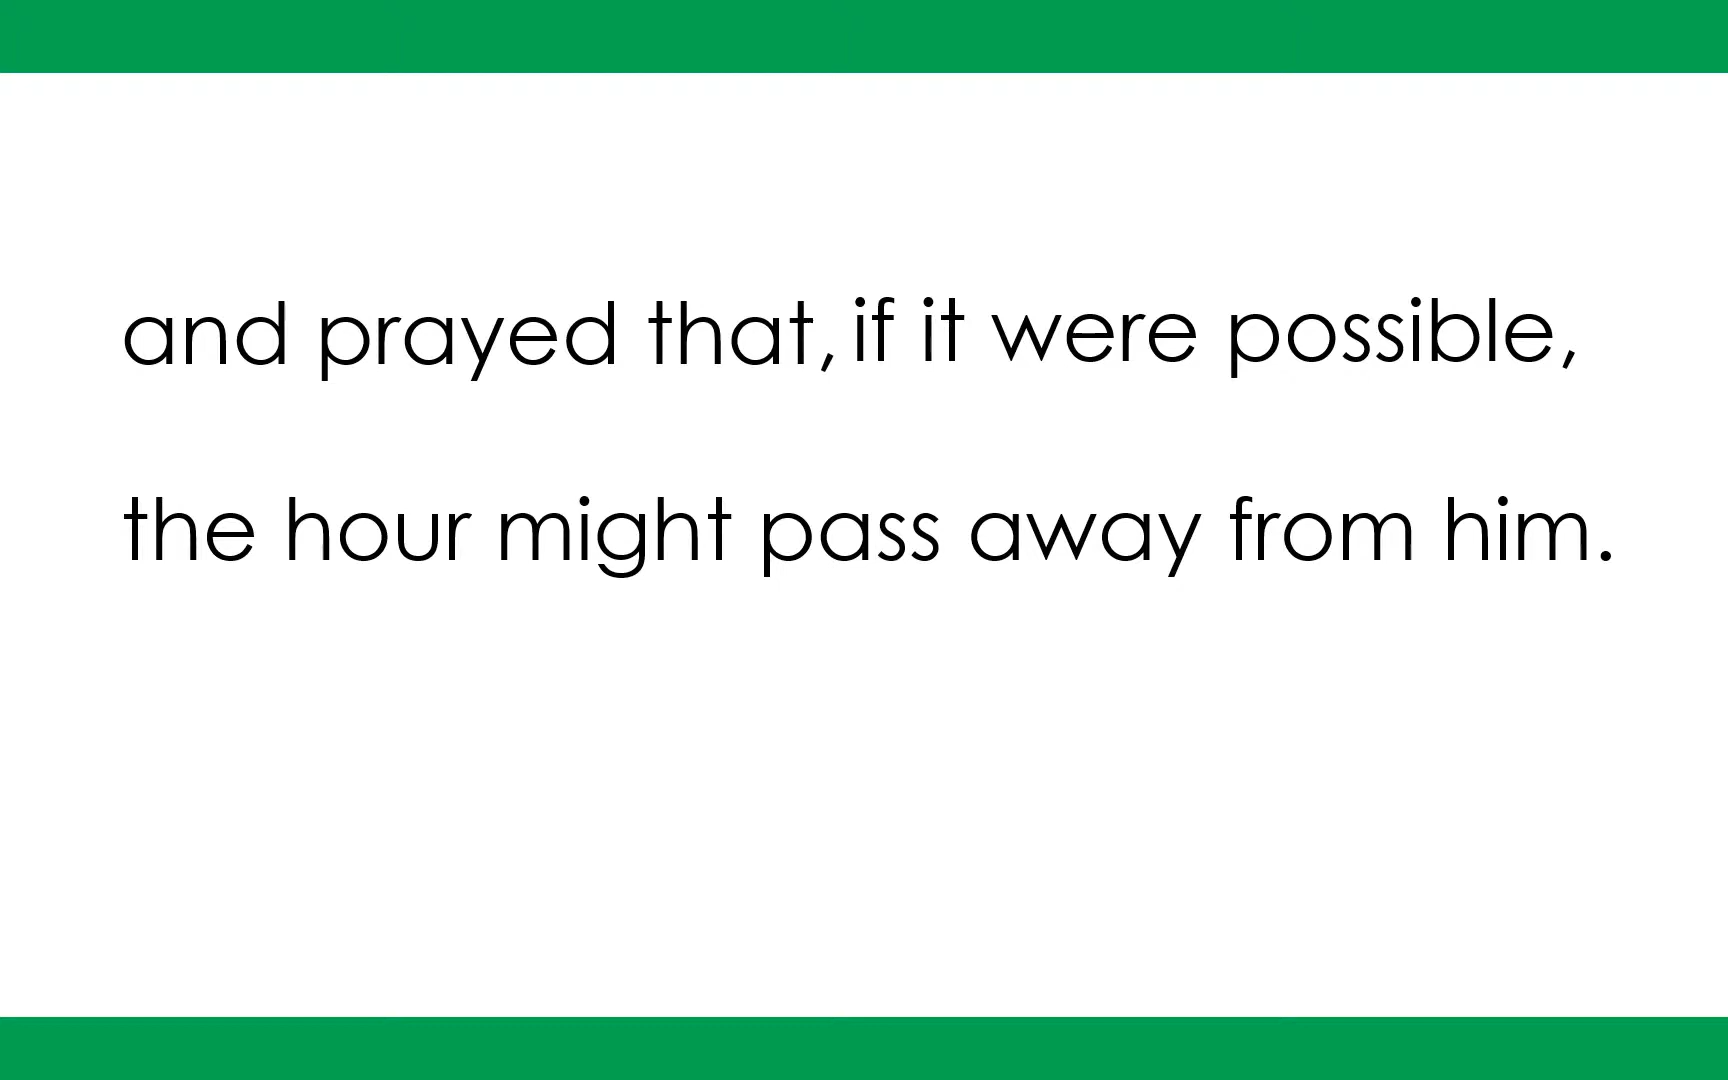 and prayed that, if it were possible,
the hour might pass away from him.